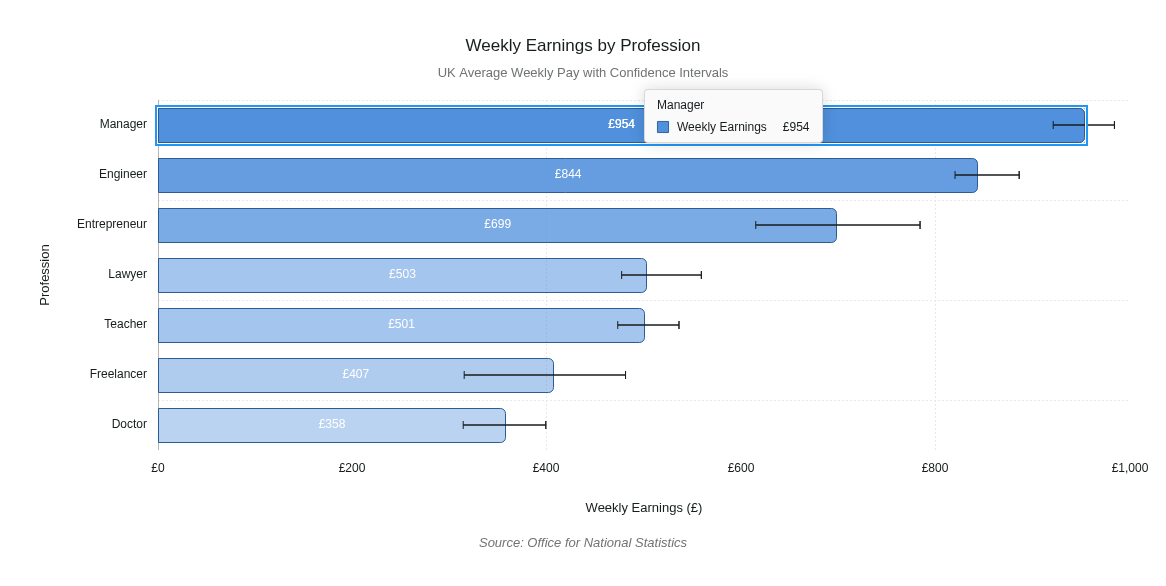 Weekly Earnings by Profession
UK Average Weekly Pay with Confidence Intervals
Manager
Weekly Earnings £954
Manager £954
Engineer £844
Entrepreneur £699
Lawyer £503
Teacher £501
Freelancer £407
Doctor £358
Profession
£0 £200 £400 £600 £800 £1,000
Weekly Earnings (£)
Source: Office for National Statistics